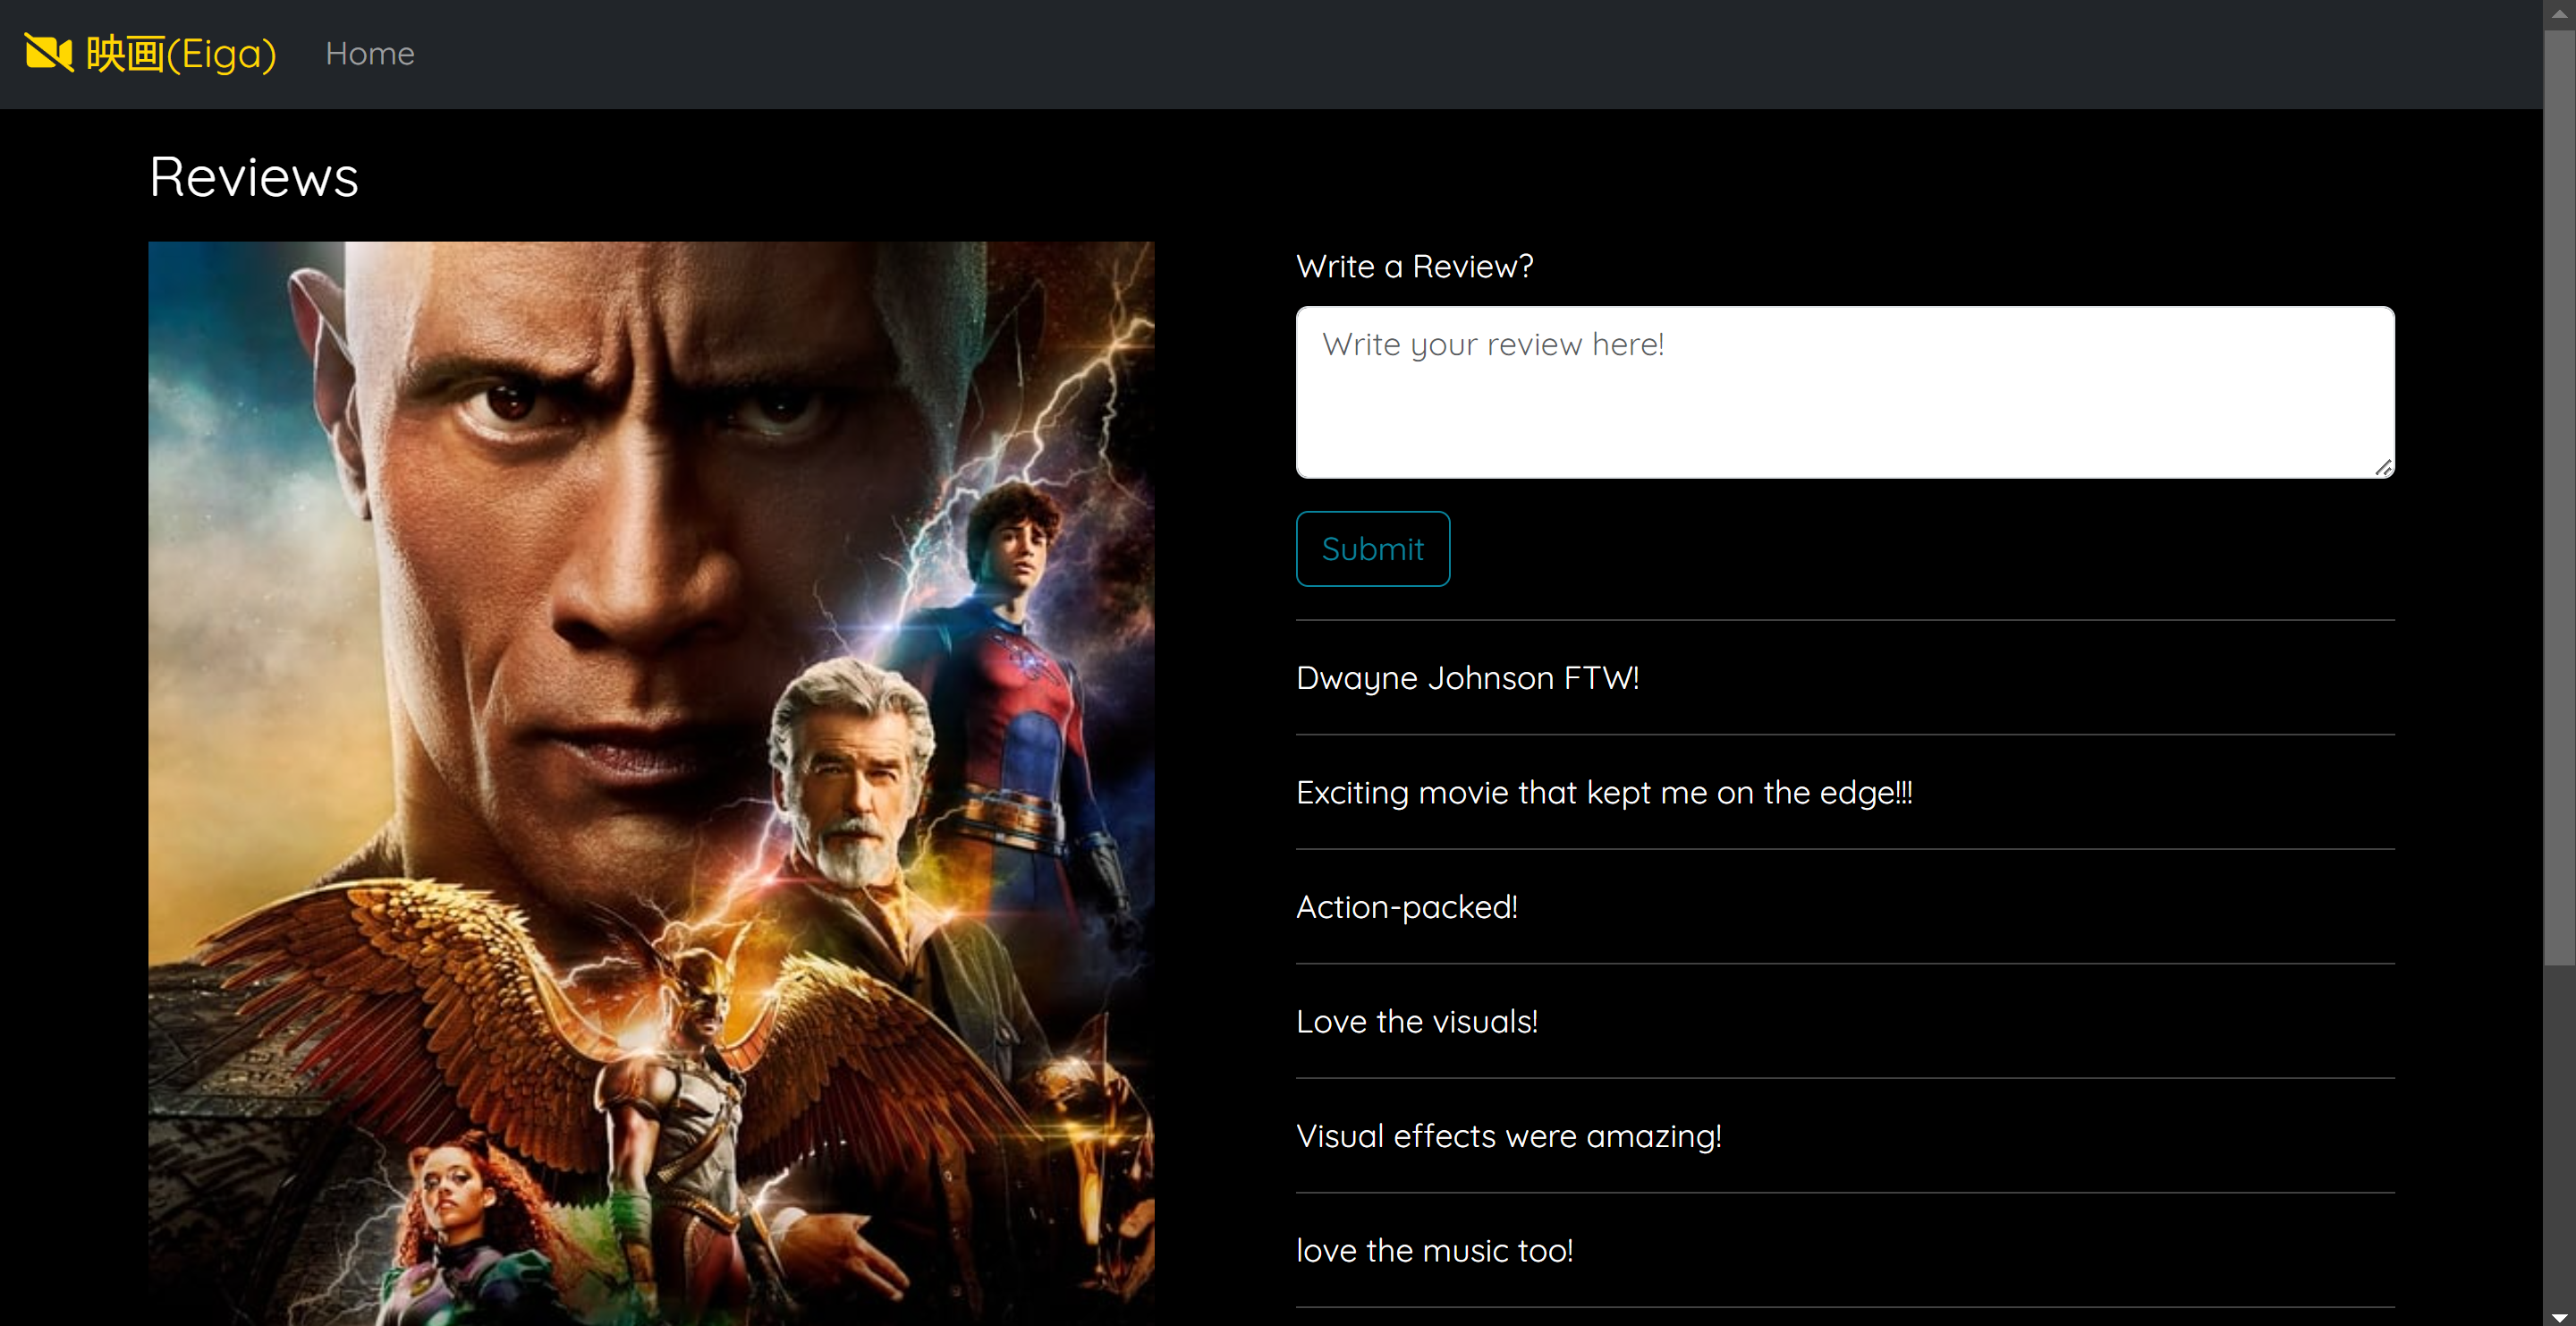 映画(Eiga) Home
Reviews
Write a Review?
Write your review here!
Submit
Dwayne Johnson FTW!
Exciting movie that kept me on the edge!!!
Action-packed!
Love the visuals!
Visual effects were amazing!
love the music too!